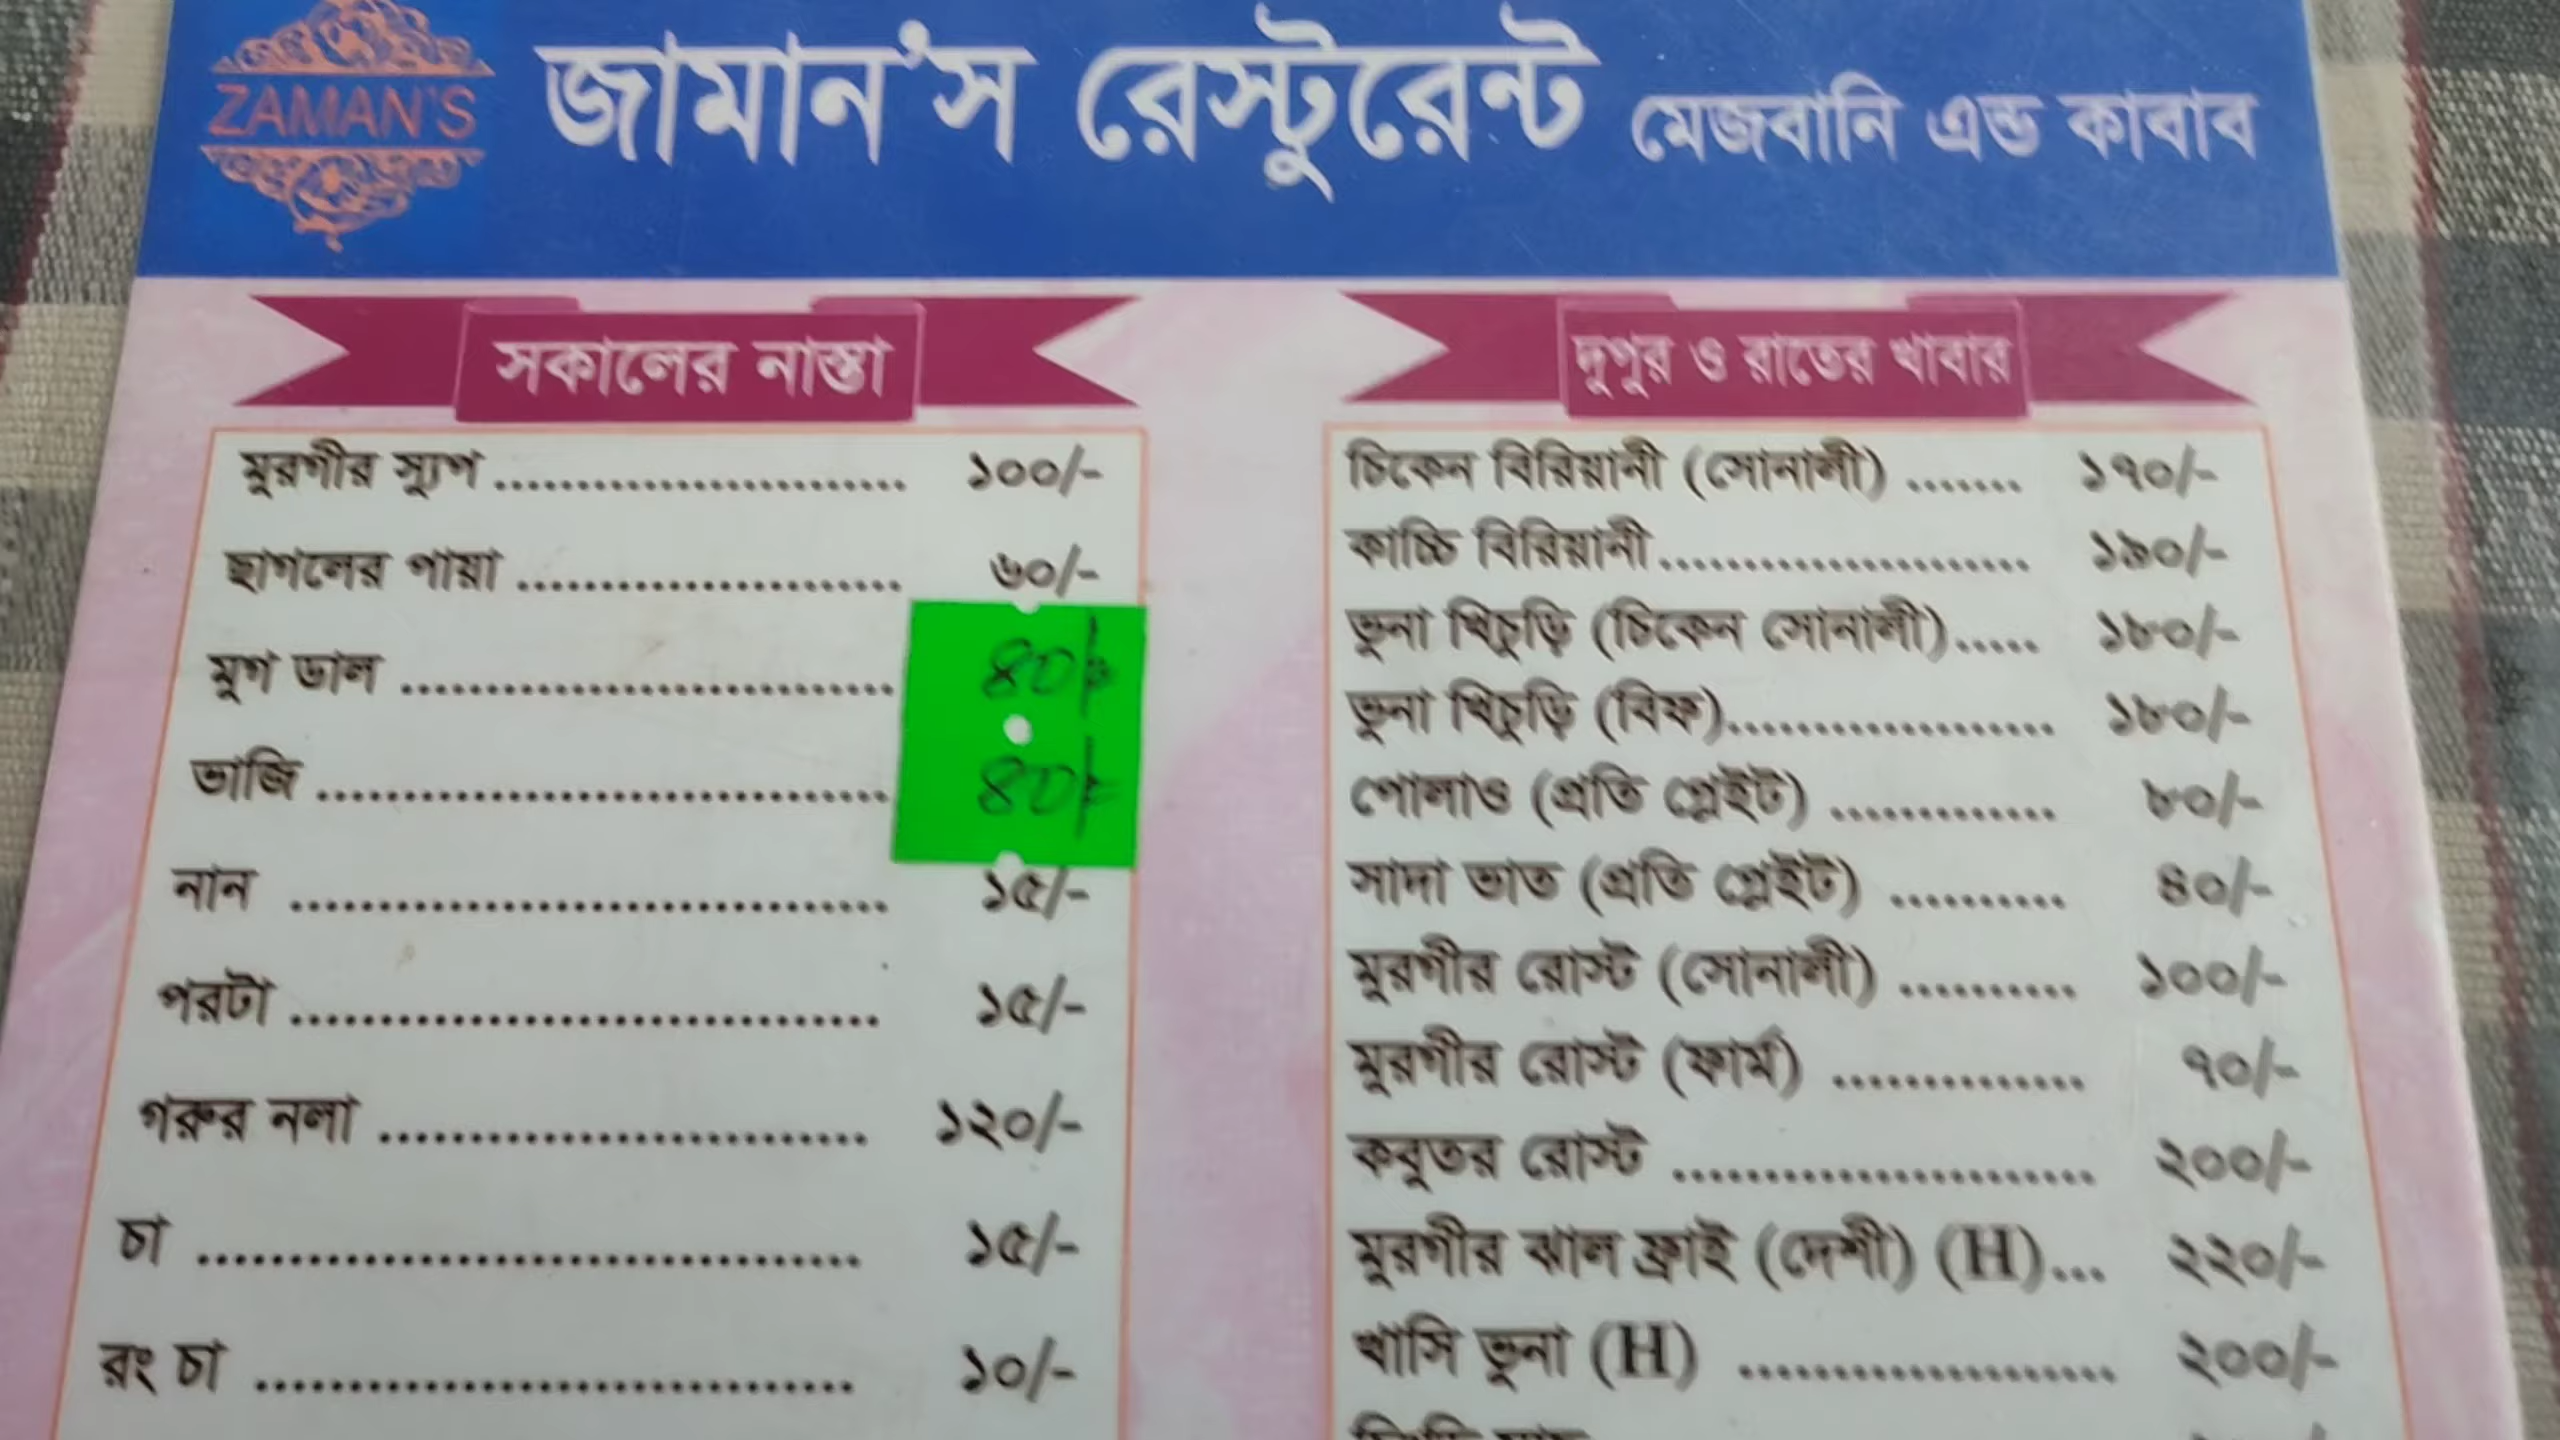 ZAMAN'S
জামান'স রেস্টুরেন্ট মেজবানি এন্ড কাবাব
সকালের নাস্তা
মুরগীর স্যুপ ........................ ১০০/-
ছাগলের পায়া ...................... ৬০/-
মুগ ডাল ............................. ৪০/=
ভাজি .................................. ৪০/=
নান ................................... ১৫/-
পরটা ................................... ১৫/-
গরুর নলা ............................ ১২০/-
চা ....................................... ১৫/-
রং চা ................................... ১০/-
দুপুর ও রাতের খাবার
চিকেন বিরিয়ানী (সোনালী) ....... ১৭০/-
কাচ্চি বিরিয়ানী...................... ১৯০/-
ভুনা খিচুড়ি (চিকেন সোনালী)..... ১৮০/-
ভুনা খিচুড়ি (বিফ)................... ১৮০/-
পোলাও (প্রতি প্লেইট) ............. ৮০/-
সাদা ভাত (প্রতি প্লেইট) .......... ৪০/-
মুরগীর রোস্ট (সোনালী) .......... ১০০/-
মুরগীর রোস্ট (ফার্ম) .............. ৭০/-
কবুতর রোস্ট ........................ ২০০/-
মুরগীর ঝাল ফ্রাই (দেশী) (H)... ২২০/-
খাসি ভুনা (H) ..................... ২০০/-